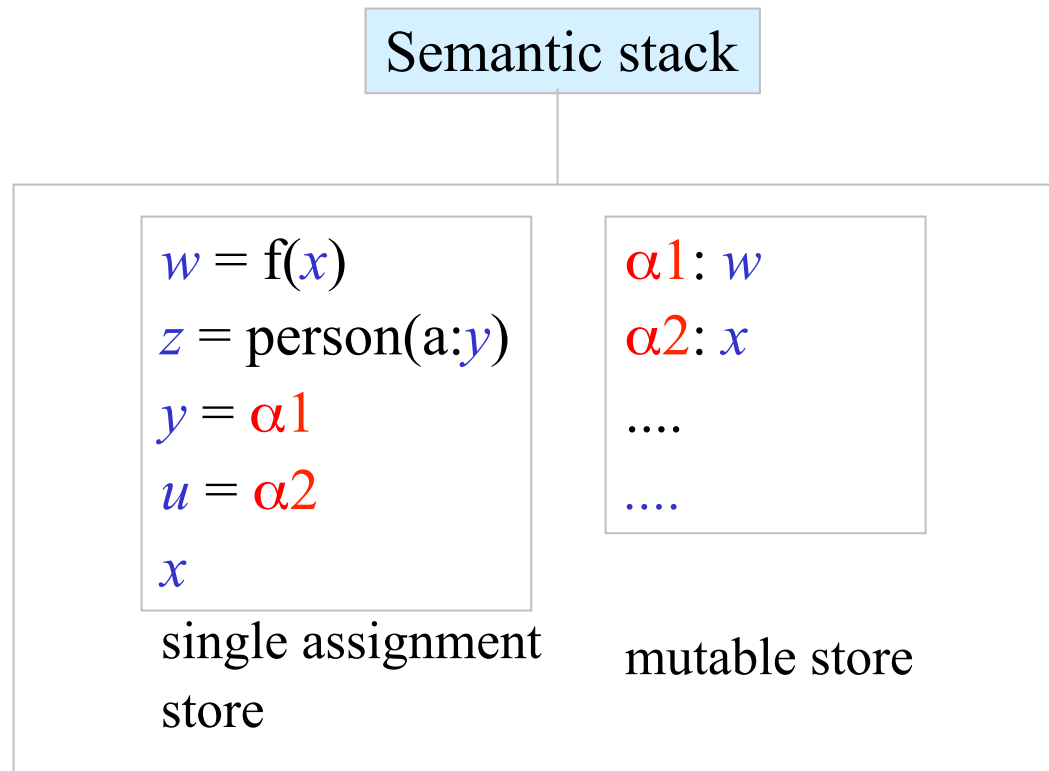 Semantic stack
w = f(x)
z = person(a:y)
y = α1
u = α2
x
single assignment
store
α1: w
α2: x
....
....
mutable store